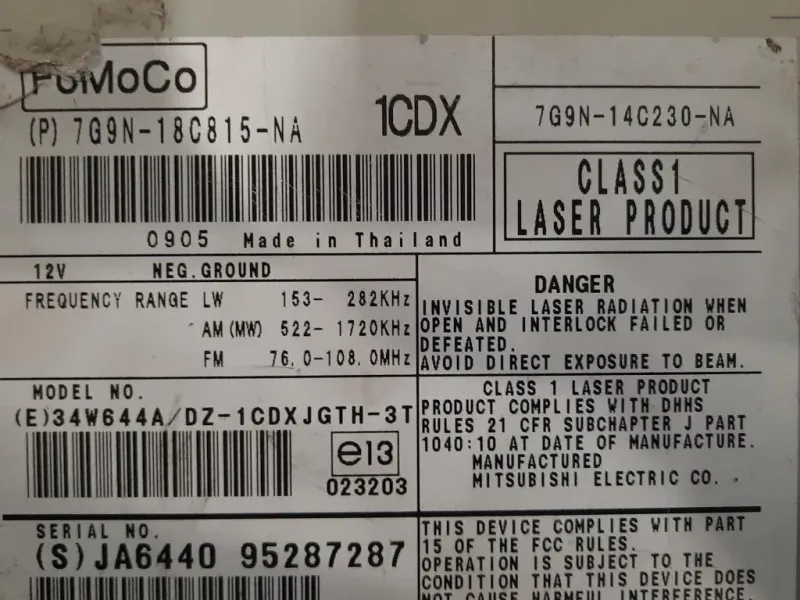 FoMoCo
(P) 7G9N-18C815-NA
1CDX
0905 Made in Thailand
7G9N-14C230-NA
CLASS1
LASER PRODUCT
12V NEG.GROUND
FREQUENCY RANGE LW 153- 282KHz
AM(MW) 522- 1720KHz
FM 76.0-108.0MHz
DANGER
INVISIBLE LASER RADIATION WHEN
OPEN AND INTERLOCK FAILED OR
DEFEATED.
AVOID DIRECT EXPOSURE TO BEAM.
MODEL NO.
(E)34W644A/DZ-1CDXJGTH-3T
e13
023203
CLASS 1 LASER PRODUCT
PRODUCT COMPLIES WITH DHHS
RULES 21 CFR SUBCHAPTER J PART
1040:10 AT DATE OF MANUFACTURE.
MANUFACTURED
MITSUBISHI ELECTRIC CO.
SERIAL NO.
(S)JA6440 95287287
THIS DEVICE COMPLIES WITH PART
15 OF THE FCC RULES.
OPERATION IS SUBJECT TO THE
CONDITION THAT THIS DEVICE DOES
NOT CAUSE HARMFUL INTERFERENCE.